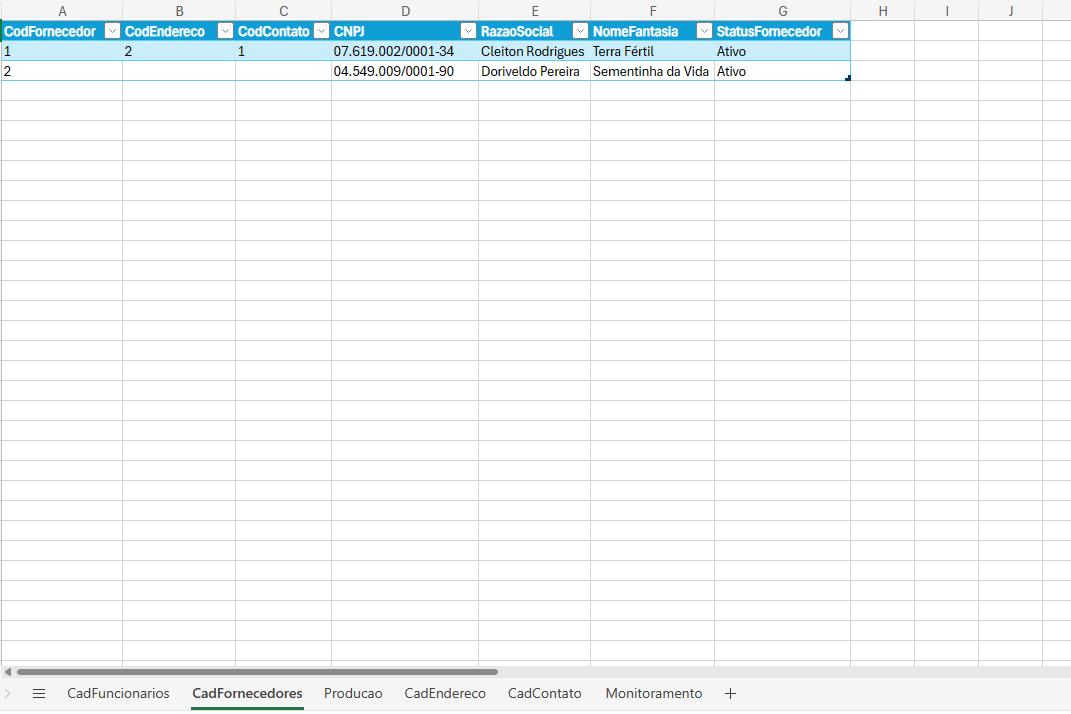 A B C D E F G H I J
CodFornecedor CodEndereco CodContato CNPJ RazaoSocial NomeFantasia StatusFornecedor
1 2 1 07.619.002/0001-34 Cleiton Rodrigues Terra Fértil Ativo
2 04.549.009/0001-90 Doriveldo Pereira Sementinha da Vida Ativo
CadFuncionarios CadFornecedores Producao CadEndereco CadContato Monitoramento